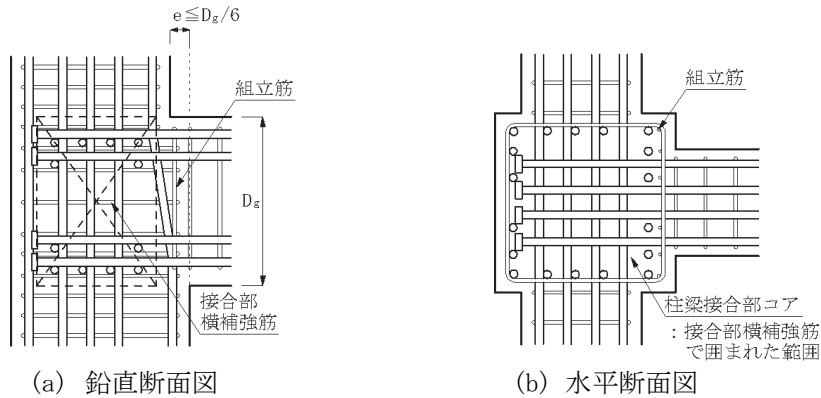 e≦Dg/6
組立筋
Dg
接合部
横補強筋
(a) 鉛直断面図
組立筋
柱梁接合部コア
：接合部横補強筋
で囲まれた範囲
(b) 水平断面図